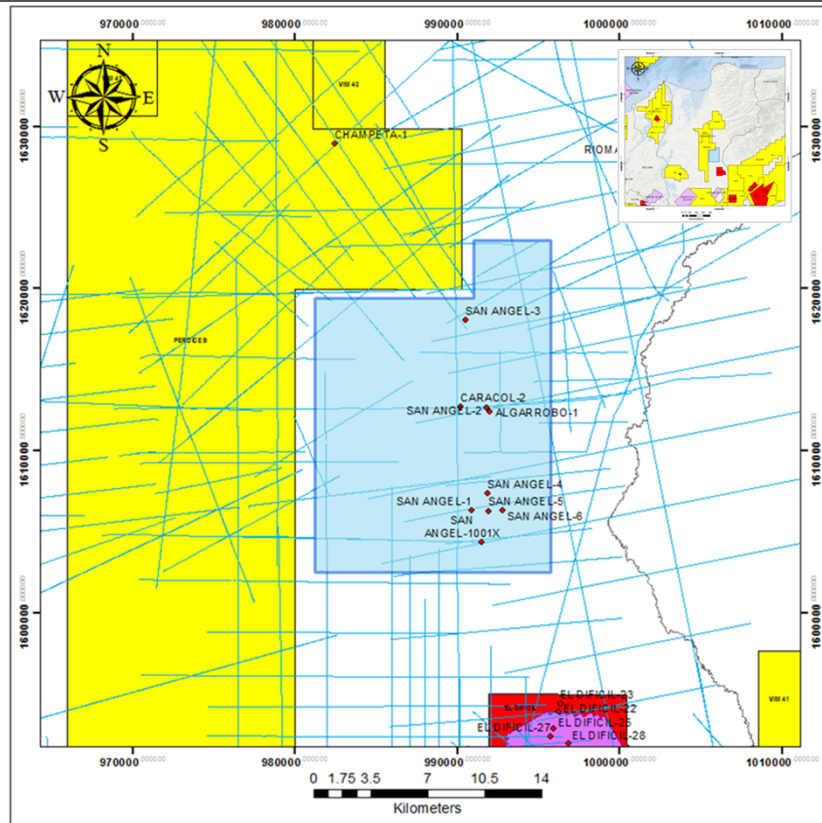 970000 980000 990000 1000000 1010000
N
W E
S
VIM 43
CHAMPETA-1
1630000 1630000
1620000 1620000
SAN ANGEL-3
CARACOL-2
SAN ANGEL-2 ALGARROBO-1
1610000 1610000
SAN ANGEL-4
SAN ANGEL-1 SAN ANGEL-5
SAN SAN ANGEL-6
ANGEL-1001X
1600000 1600000
EL DIFICIL-23
EL DIFICIL-22
EL DIFICIL-25
EL DIFICIL-27
EL DIFICIL-28
VIM 41
970000 980000 990000 1000000 1010000
0 1.75 3.5 7 10.5 14
Kilometers